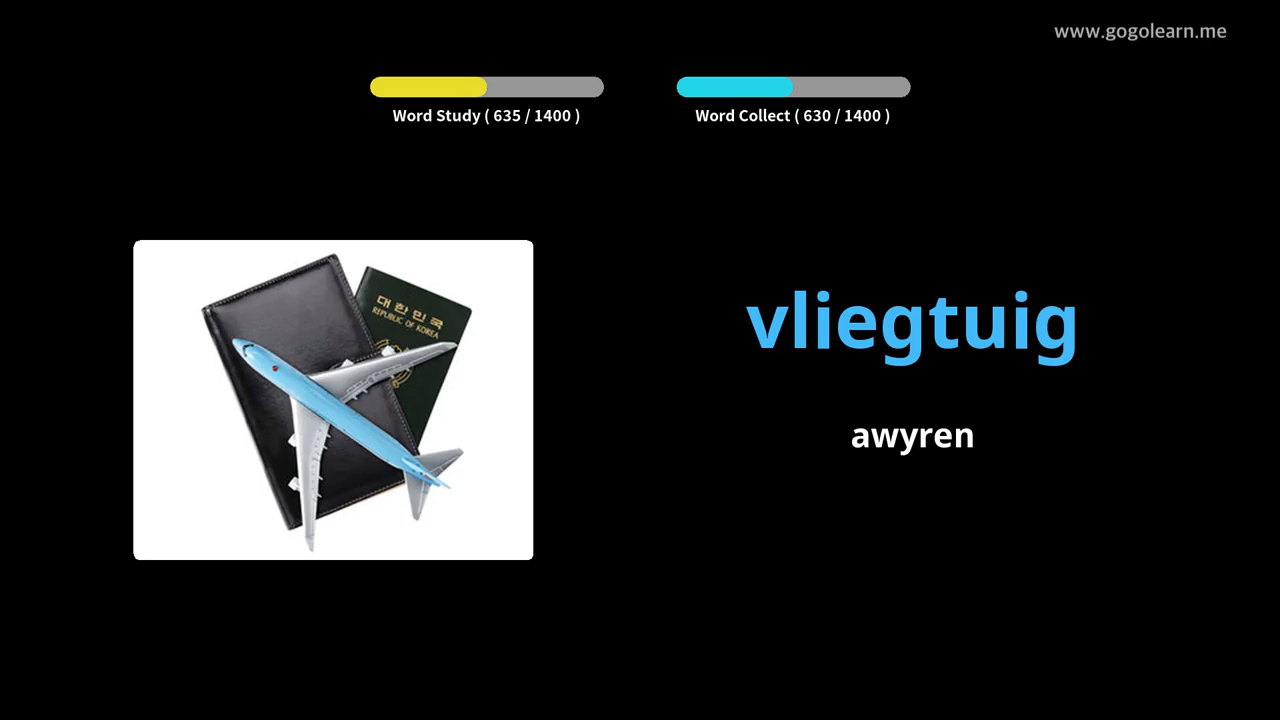 www.gogolearn.me
Word Study ( 635 / 1400 )
Word Collect ( 630 / 1400 )
대한민국
REPUBLIC OF KOREA
vliegtuig
awyren